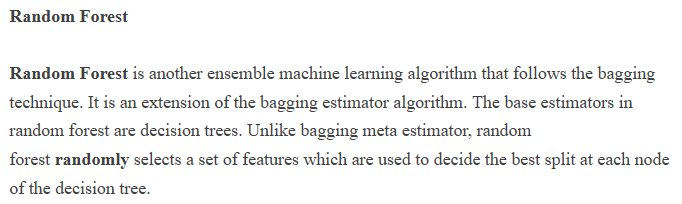 Random Forest
Random Forest is another ensemble machine learning algorithm that follows the bagging
technique. It is an extension of the bagging estimator algorithm. The base estimators in
random forest are decision trees. Unlike bagging meta estimator, random
forest randomly selects a set of features which are used to decide the best split at each node
of the decision tree.